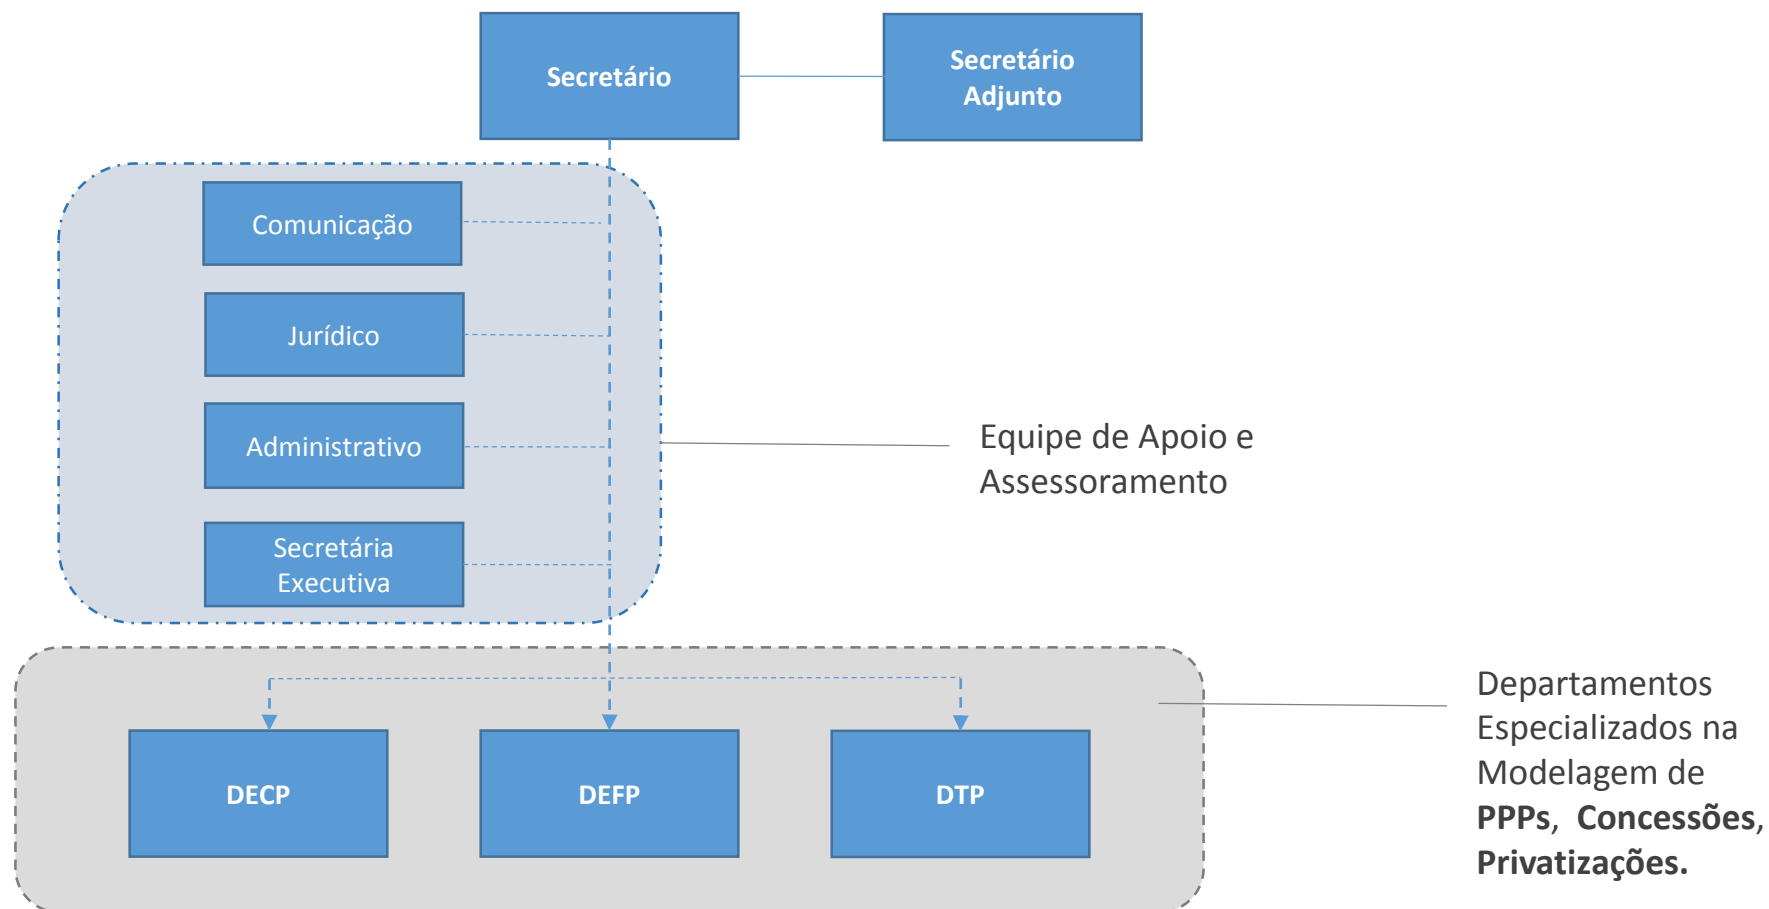 Secretário
Secretário
Adjunto
Comunicação
Jurídico
Administrativo
Secretária
Executiva
Equipe de Apoio e
Assessoramento
DECP
DEFP
DTP
Departamentos
Especializados na
Modelagem de
PPPs, Concessões,
Privatizações.